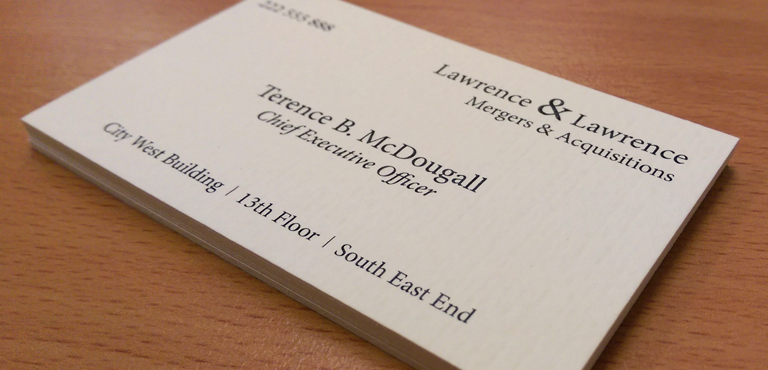 222 555 888
Lawrence & Lawrence
Mergers & Acquisitions
Terence B. McDougall
Chief Executive Officer
City West Building / 13th Floor / South East End